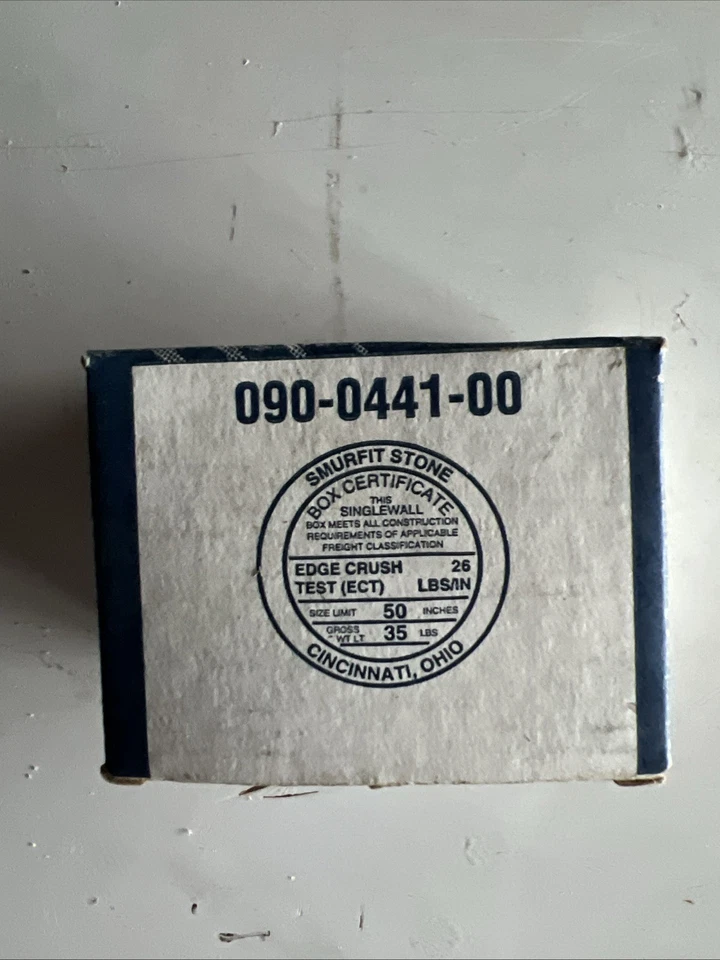 090-0441-00
SMURFIT STONE
BOX CERTIFICATE
THIS
SINGLEWALL
BOX MEETS ALL CONSTRUCTION
REQUIREMENTS OF APPLICABLE
FREIGHT CLASSIFICATION
EDGE CRUSH 26
TEST (ECT) LBS/IN
SIZE LIMIT 50 INCHES
GROSS
WT LT 35 LBS
CINCINNATI, OHIO